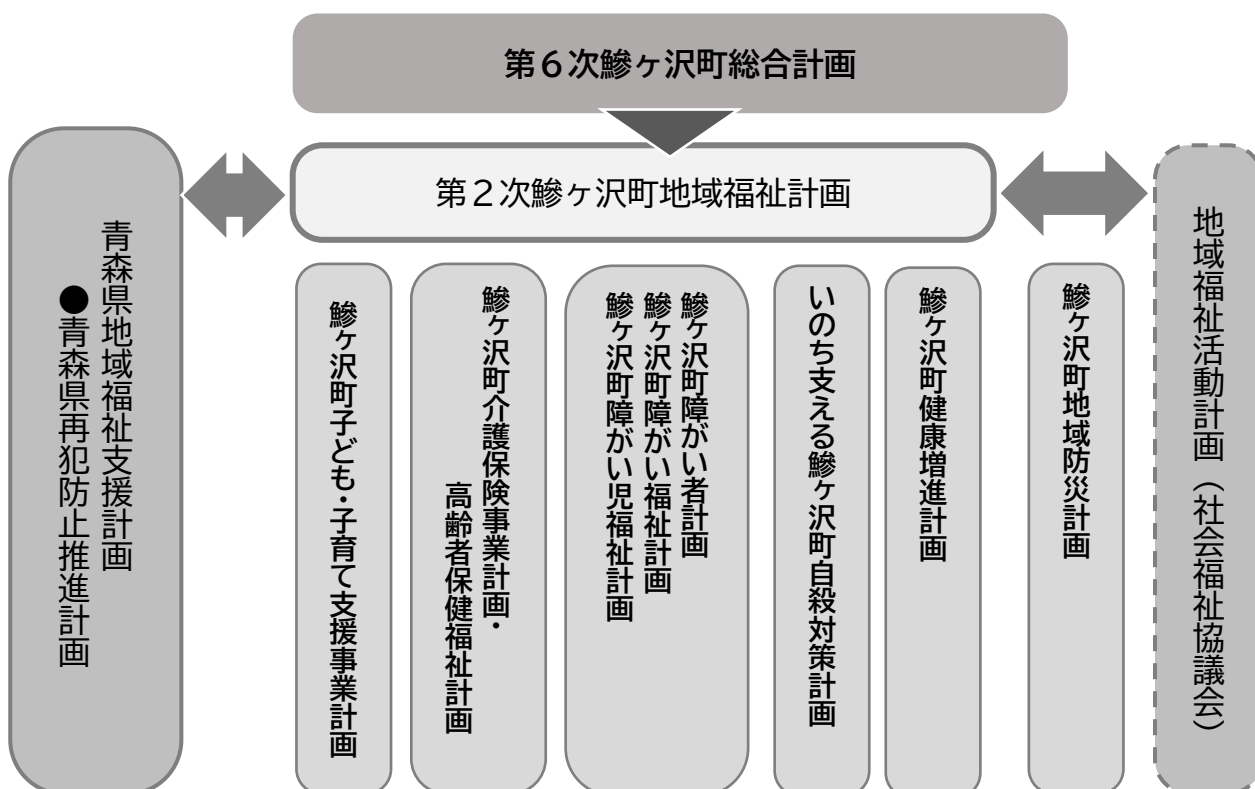 第６次鰺ヶ沢町総合計画
第２次鰺ヶ沢町地域福祉計画
青森県地域福祉支援計画
●青森県再犯防止推進計画
鰺ヶ沢町子ども・子育て支援事業計画
鰺ヶ沢町介護保険事業計画・
高齢者保健福祉計画
鰺ヶ沢町障がい者計画
鰺ヶ沢町障がい福祉計画
鰺ヶ沢町障がい児福祉計画
いのち支える鰺ヶ沢町自殺対策計画
鰺ヶ沢町健康増進計画
鰺ヶ沢町地域防災計画
地域福祉活動計画（社会福祉協議会）